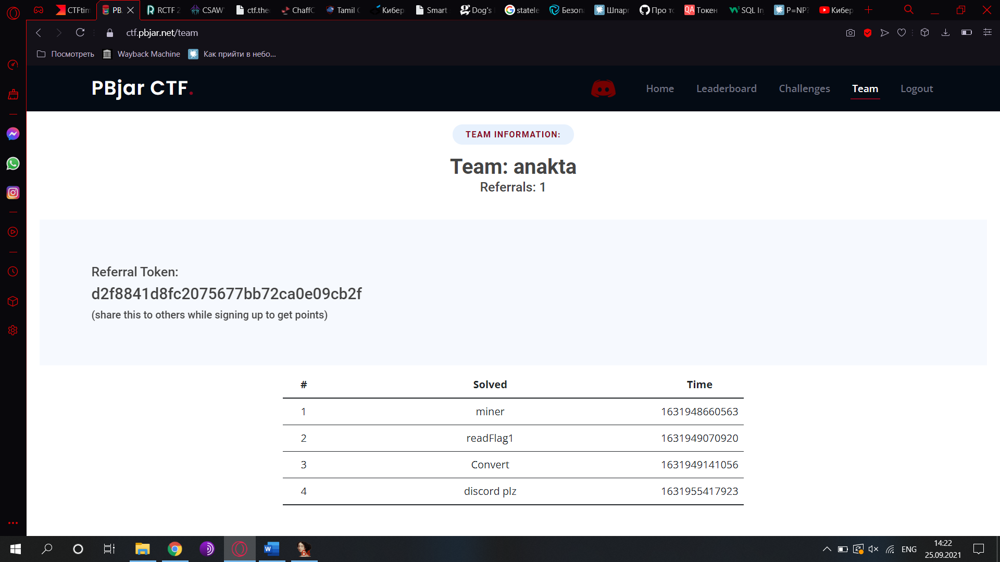 CTFtim
PB.
RCTF 2
CSAW'
ctf.thec
ChaffC
Tamil C
Кибер
Smart
Dog's
statele
Безопа
Шпарг
Про то
QA Токен
SQL In
P=NP?
Кибер
ctf.pbjar.net/team
Посмотреть
Wayback Machine
Как прийти в небо...
PBjar CTF.
Home
Leaderboard
Challenges
Team
Logout
TEAM INFORMATION:
Team: anakta
Referrals: 1
Referral Token:
d2f8841d8fc2075677bb72ca0e09cb2f
(share this to others while signing up to get points)
# Solved Time
1 miner 1631948660563
2 readFlag1 1631949070920
3 Convert 1631949141056
4 discord plz 1631955417923
ENG
14:22
25.09.2021